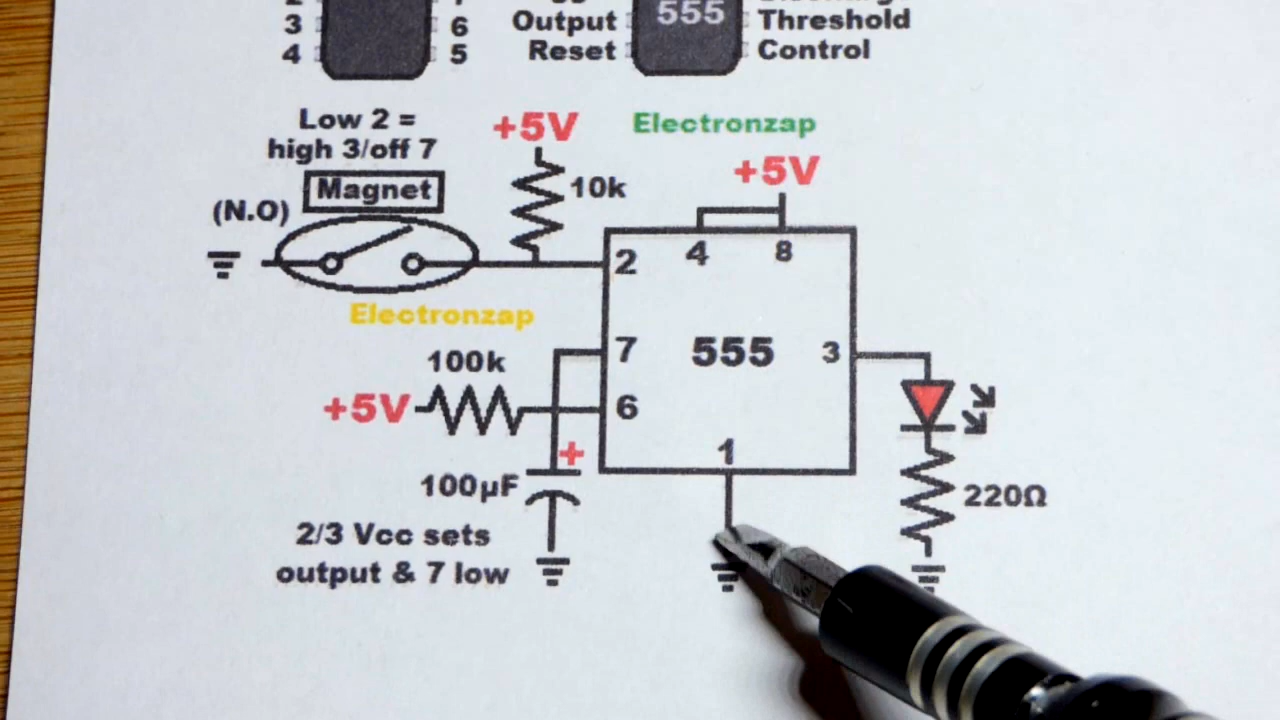 3
4
6
5
Output
Reset
555
Threshold
Control
Low 2 =
high 3/off 7
Magnet
(N.O)
+5V
10k
Electronzap
+5V
2
4
8
Electronzap
7
555
3
100k
+5V
6
+
1
100µF
220Ω
2/3 Vcc sets
output & 7 low